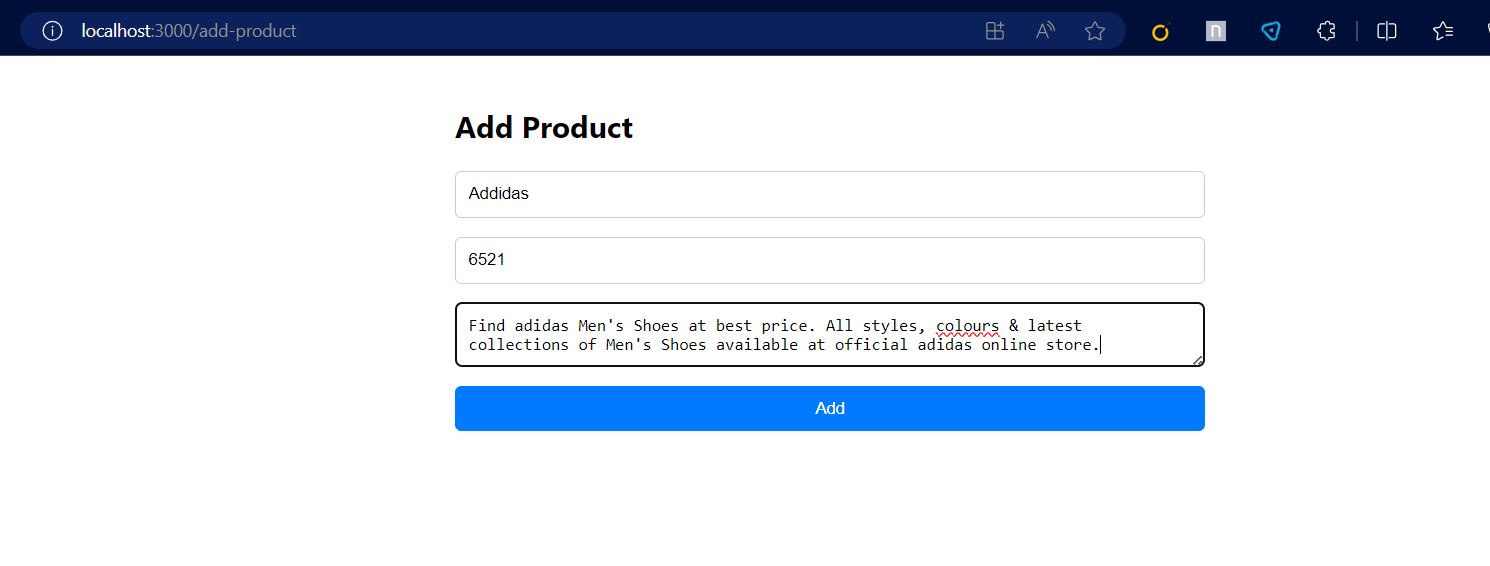 localhost:3000/add-product
Add Product
Addidas
6521
Find adidas Men's Shoes at best price. All styles, colours & latest
collections of Men's Shoes available at official adidas online store.
Add